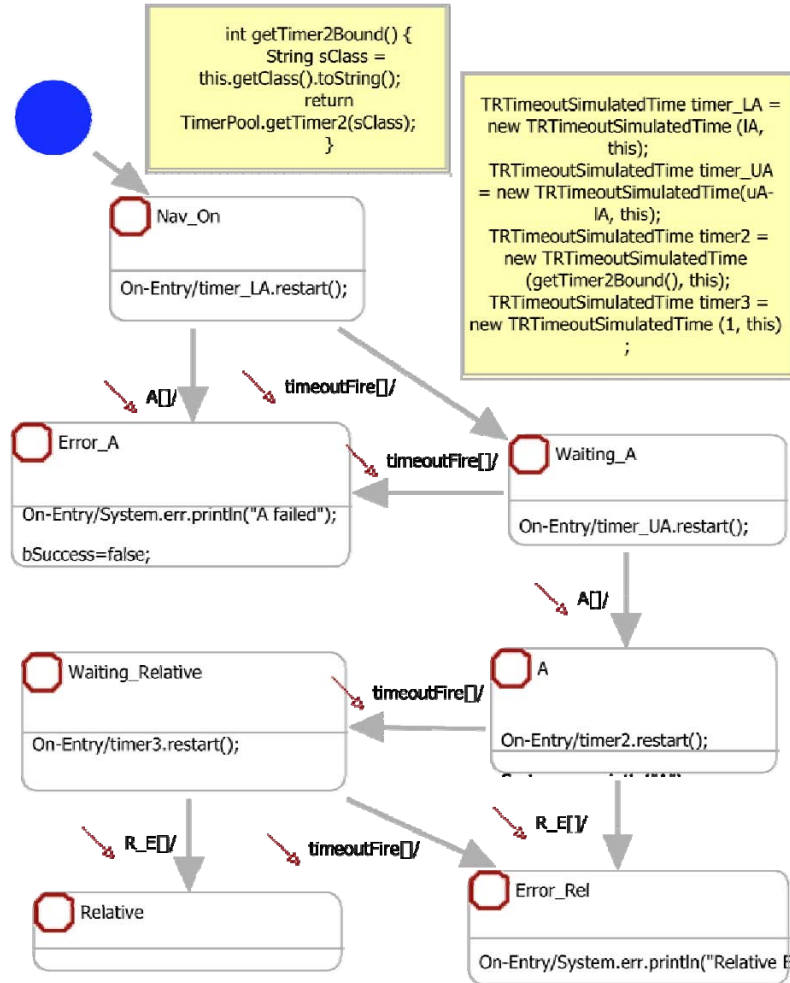 int getTimer2Bound() {
String sClass =
this.getClass().toString();
return
TimerPool.getTimer2(sClass);
}
TRTimeoutSimulatedTime timer_LA =
new TRTimeoutSimulatedTime (lA,
this);
TRTimeoutSimulatedTime timer_UA
= new TRTimeoutSimulatedTime(uA-
lA, this);
TRTimeoutSimulatedTime timer2 =
new TRTimeoutSimulatedTime
(getTimer2Bound(), this);
TRTimeoutSimulatedTime timer3 =
new TRTimeoutSimulatedTime (1, this)
;
Nav_On
On-Entry/timer_LA.restart();
A[]/
timeoutFire[]/
Error_A
On-Entry/System.err.println("A failed");
bSuccess=false;
timeoutFire[]/
Waiting_A
On-Entry/timer_UA.restart();
A[]/
Waiting_Relative
On-Entry/timer3.restart();
timeoutFire[]/
A
On-Entry/timer2.restart();
R_E[]/
timeoutFire[]/
R_E[]/
Relative
Error_Rel
On-Entry/System.err.println("Relative E